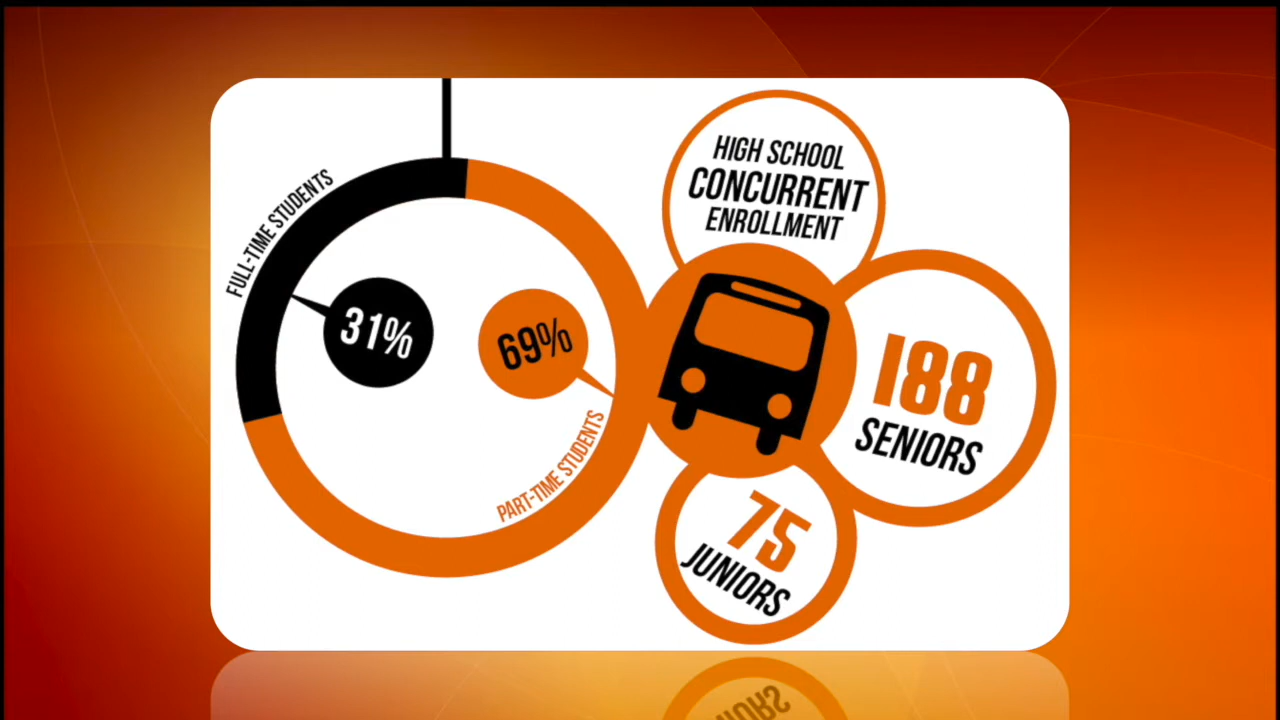 FULL-TIME STUDENTS
31%
69%
PART-TIME STUDENTS
HIGH SCHOOL
CONCURRENT
ENROLLMENT
188
SENIORS
75
JUNIORS